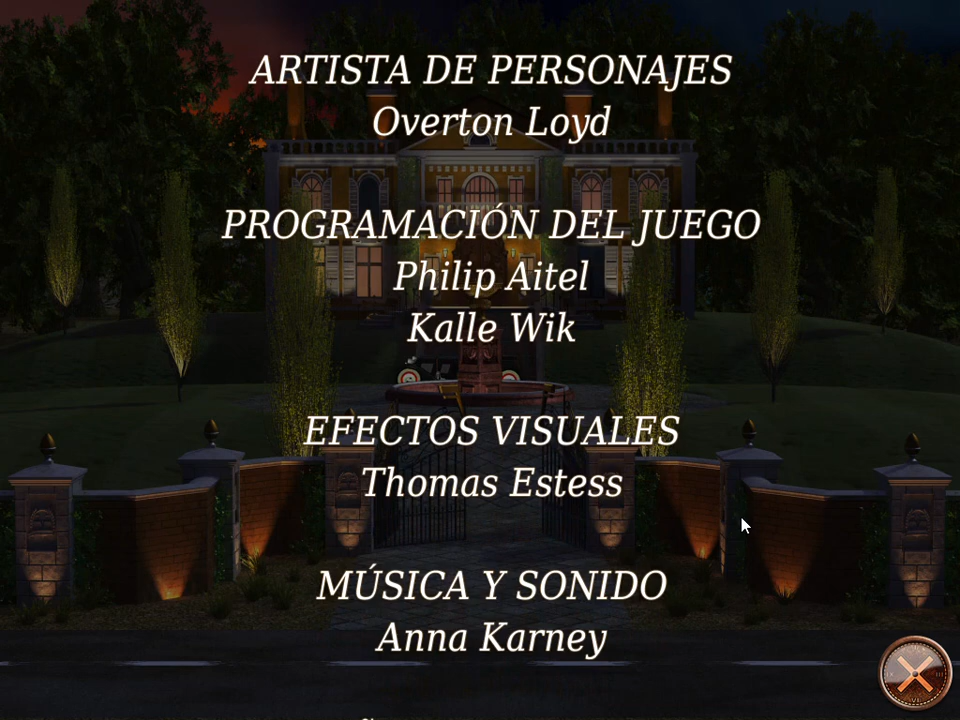 ARTISTA DE PERSONAJES
Overton Loyd
PROGRAMACIÓN DEL JUEGO
Philip Aitel
Kalle Wik
EFECTOS VISUALES
Thomas Estess
MÚSICA Y SONIDO
Anna Karney